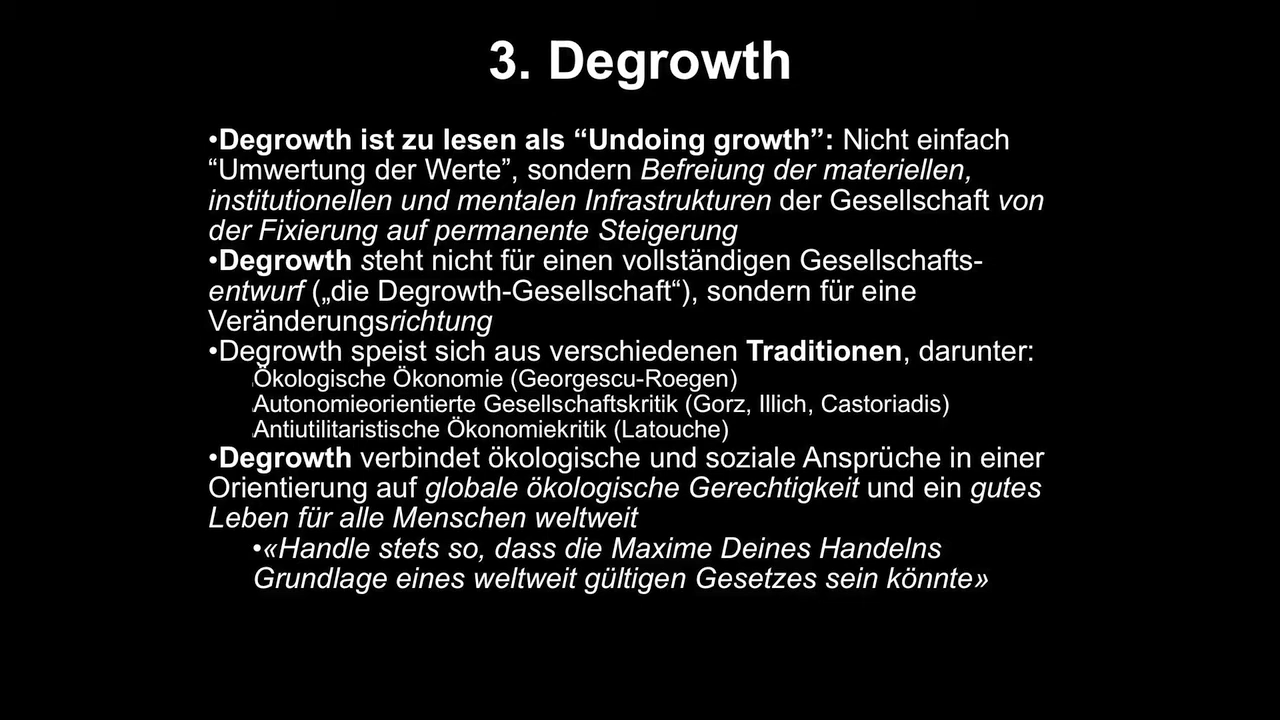 3. Degrowth
•Degrowth ist zu lesen als “Undoing growth”: Nicht einfach
“Umwertung der Werte”, sondern Befreiung der materiellen,
institutionellen und mentalen Infrastrukturen der Gesellschaft von
der Fixierung auf permanente Steigerung
•Degrowth steht nicht für einen vollständigen Gesellschafts-
entwurf („die Degrowth-Gesellschaft“), sondern für eine
Veränderungsrichtung
•Degrowth speist sich aus verschiedenen Traditionen, darunter:
Ökologische Ökonomie (Georgescu-Roegen)
Autonomieorientierte Gesellschaftskritik (Gorz, Illich, Castoriadis)
Antiutilitaristische Ökonomiekritik (Latouche)
•Degrowth verbindet ökologische und soziale Ansprüche in einer
Orientierung auf globale ökologische Gerechtigkeit und ein gutes
Leben für alle Menschen weltweit
•«Handle stets so, dass die Maxime Deines Handelns
Grundlage eines weltweit gültigen Gesetzes sein könnte»